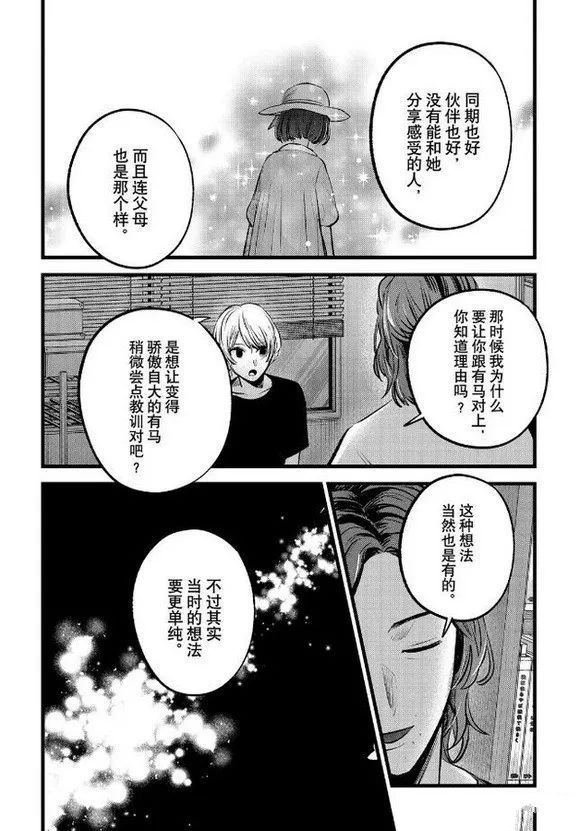 同期也好
伙伴也好，
没有能和她
分享感受的人，
而且连父母
也是那个样。
那时候我为什么
要让你跟有马对上，
你知道理由吗？
是想让变得
骄傲自大的有马
稍微尝点教训对吧？
这种想法
当然也是有的。
不过其实
当时的想法
要更单纯。